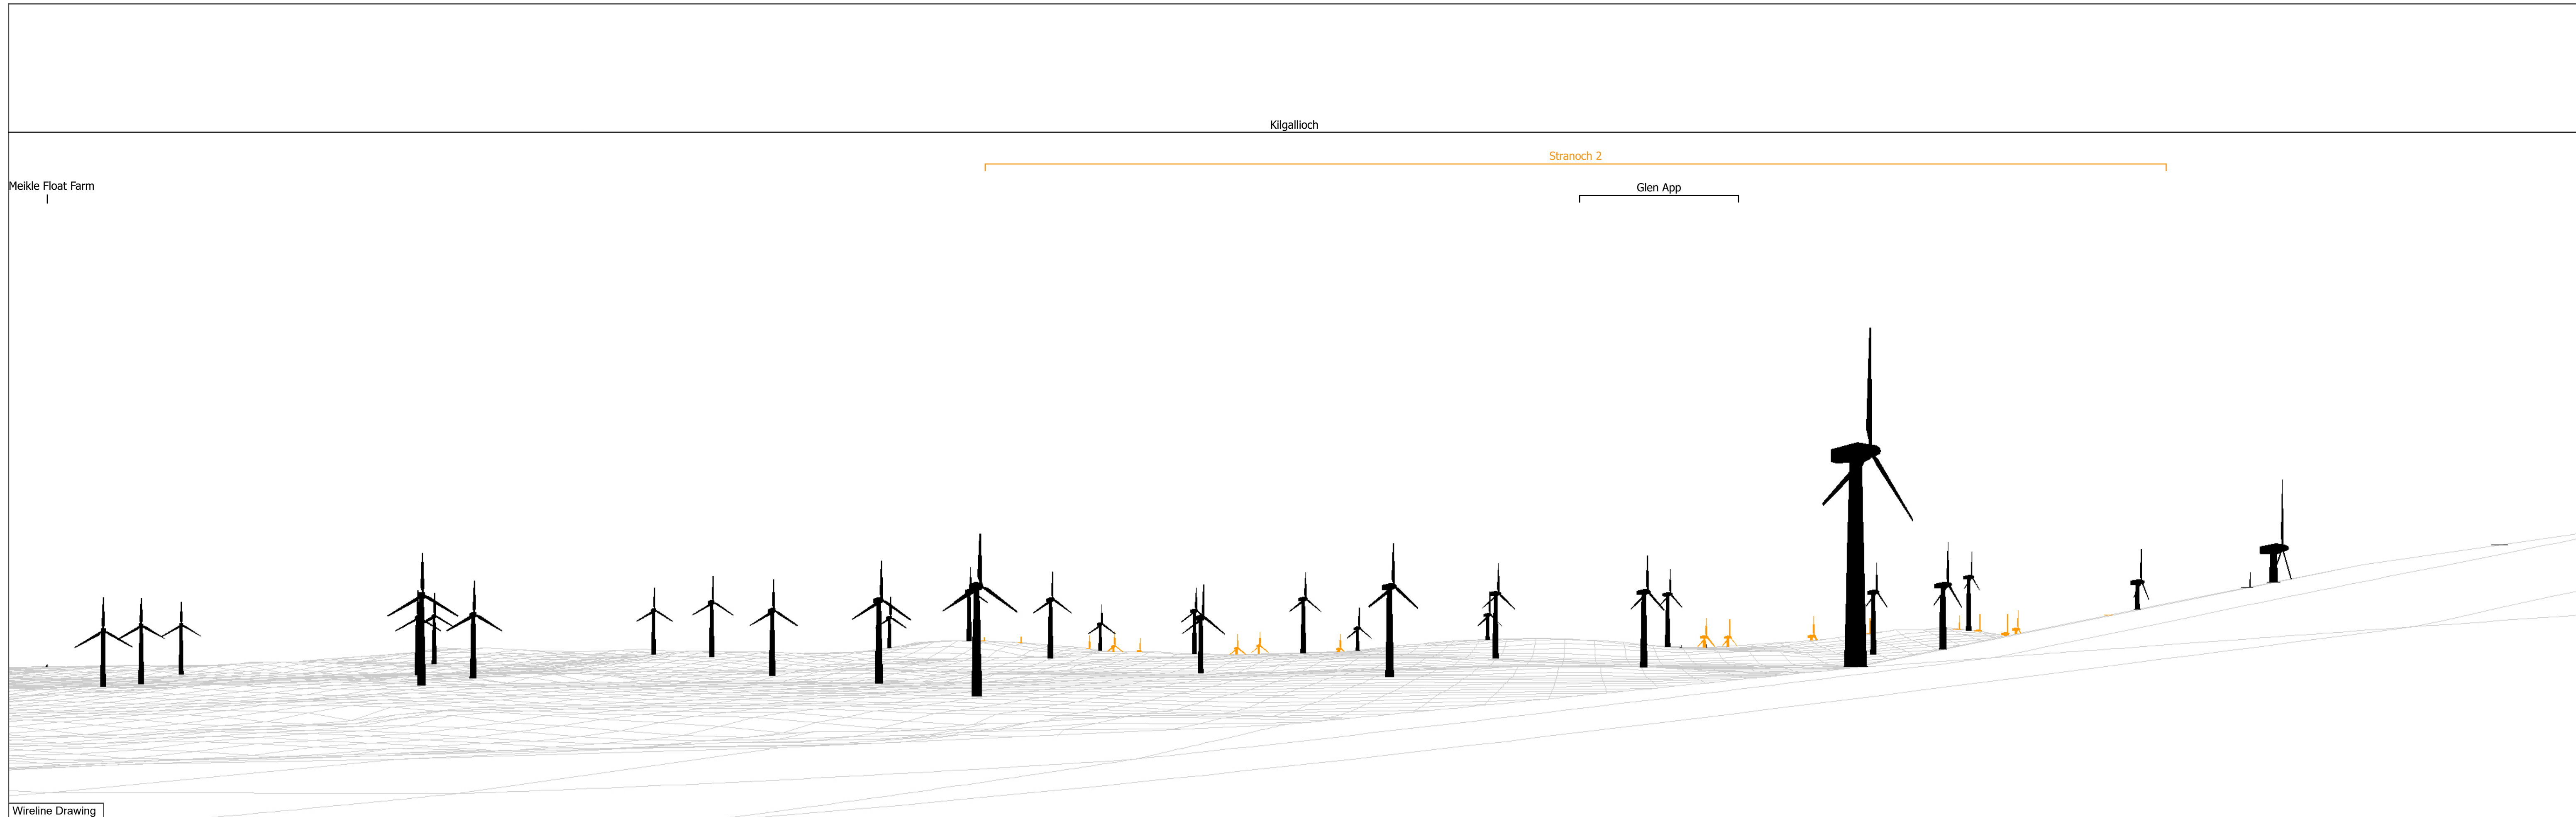 Kilgallioch
Stranoch 2
Meikle Float Farm
Glen App
Wireline Drawing